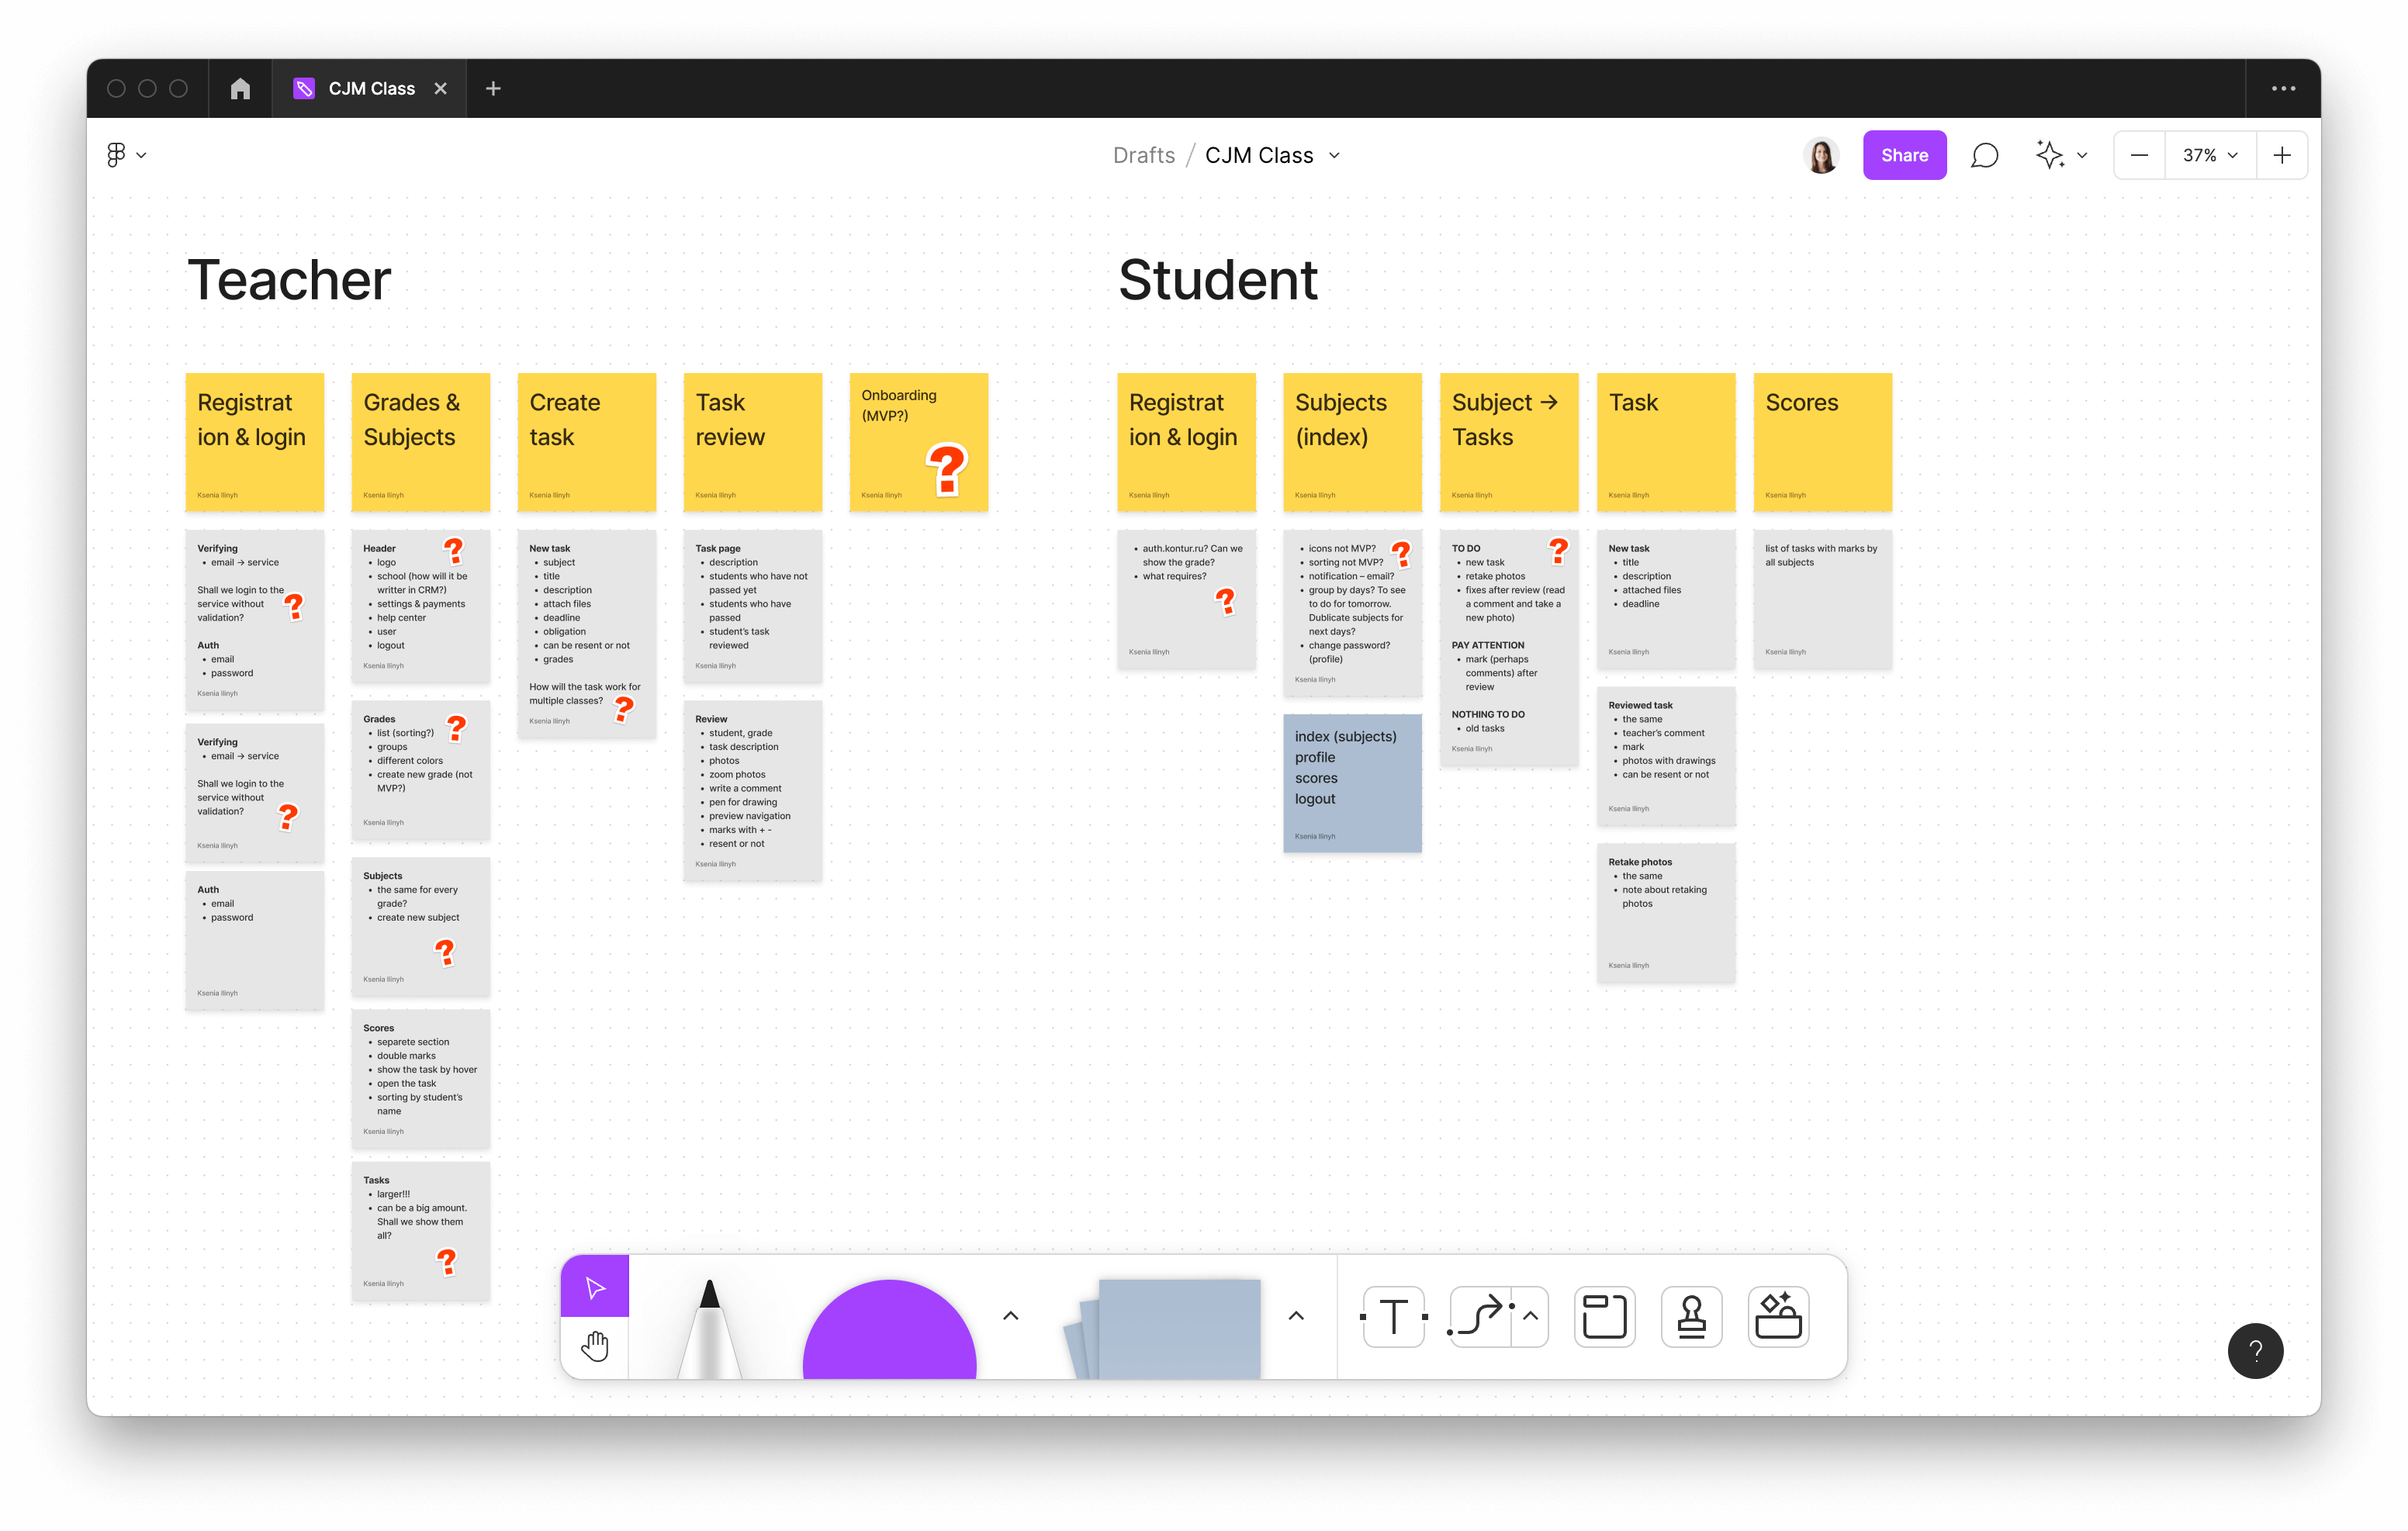 CJM Class
Drafts / CJM Class
Share
37%
Teacher
Student
Registrat
ion & login
Ksenia Ilinyh
Grades &
Subjects
Ksenia Ilinyh
Create
task
Ksenia Ilinyh
Task
review
Ksenia Ilinyh
Onboarding
(MVP?)
?
Ksenia Ilinyh
Registrat
ion & login
Ksenia Ilinyh
Subjects
(index)
Ksenia Ilinyh
Subject →
Tasks
Ksenia Ilinyh
Task
Ksenia Ilinyh
Scores
Ksenia Ilinyh
Verifying
• email → service
Shall we login to the
service without
validation?
?
Auth
• email
• password
Ksenia Ilinyh
Verifying
• email → service
Shall we login to the
service without
validation?
?
Ksenia Ilinyh
Auth
• email
• password
Ksenia Ilinyh
Header
?
• logo
• school (how will it be
writter in CRM?)
• settings & payments
• help center
• user
• logout
Ksenia Ilinyh
Grades
?
• list (sorting?)
• groups
• different colors
• create new grade (not
MVP?)
Ksenia Ilinyh
Subjects
• the same for every
grade?
• create new subject
?
Ksenia Ilinyh
Scores
• separete section
• double marks
• show the task by hover
• open the task
• sorting by student's
name
Ksenia Ilinyh
Tasks
• larger!!!
• can be a big amount.
Shall we show them
all?
?
Ksenia Ilinyh
New task
• subject
• title
• description
• attach files
• deadline
• obligation
• can be resent or not
• grades
How will the task work for
multiple classes?
?
Ksenia Ilinyh
Task page
• description
• students who have not
passed yet
• students who have
passed
• student's task
reviewed
Ksenia Ilinyh
Review
• student, grade
• task description
• photos
• zoom photos
• write a comment
• pen for drawing
• preview navigation
• marks with + -
• resent or not
Ksenia Ilinyh
• auth.kontur.ru? Can we
show the grade?
• what requires?
?
Ksenia Ilinyh
• icons not MVP?
?
• sorting not MVP?
• notification – email?
• group by days? To see
to do for tomorrow.
Dublicate subjects for
next days?
• change password?
(profile)
Ksenia Ilinyh
index (subjects)
profile
scores
logout
Ksenia Ilinyh
TO DO
?
• new task
• retake photos
• fixes after review (read
a comment and take a
new photo)
PAY ATTENTION
• mark (perhaps
comments) after
review
NOTHING TO DO
• old tasks
Ksenia Ilinyh
New task
• title
• description
• attached files
• deadline
Ksenia Ilinyh
Reviewed task
• the same
• teacher's comment
• mark
• photos with drawings
• can be resent or not
Ksenia Ilinyh
Retake photos
• the same
• note about retaking
photos
Ksenia Ilinyh
list of tasks with marks by
all subjects
Ksenia Ilinyh
T
?